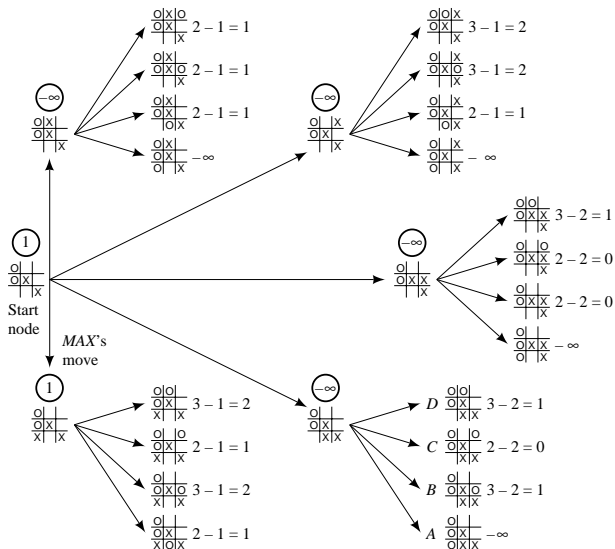 O X O
O X
X
2 – 1 = 1
O X
O X O
X
2 – 1 = 1
O X
O X
O X
2 – 1 = 1
O X
O X
O X
– ∞
–∞
O X
O X
X
O O X
O X
X
3 – 1 = 2
O X
O X O
X
3 – 1 = 2
O X
O X
O X
2 – 1 = 1
O X
O X
O X
– ∞
–∞
O X
O X
X
1
O
O X
X
Start
node
MAX's
move
–∞
O
O X X
X
O O
O X X
X
3 – 2 = 1
O O
O X X
X
2 – 2 = 0
O
O X X
O X
2 – 2 = 0
O
O X X
O X
– ∞
1
O
O X
X X
O O
O X
X X
3 – 1 = 2
O O
O X
X X
2 – 1 = 1
O
O X O
X X
3 – 1 = 2
O
O X
X O X
2 – 1 = 1
–∞
O
O X
X X
D
O O
O X
X X
3 – 2 = 1
C
O O
O X
X X
2 – 2 = 0
B
O
O X O
X X
3 – 2 = 1
A
O
O X
O X X
–∞